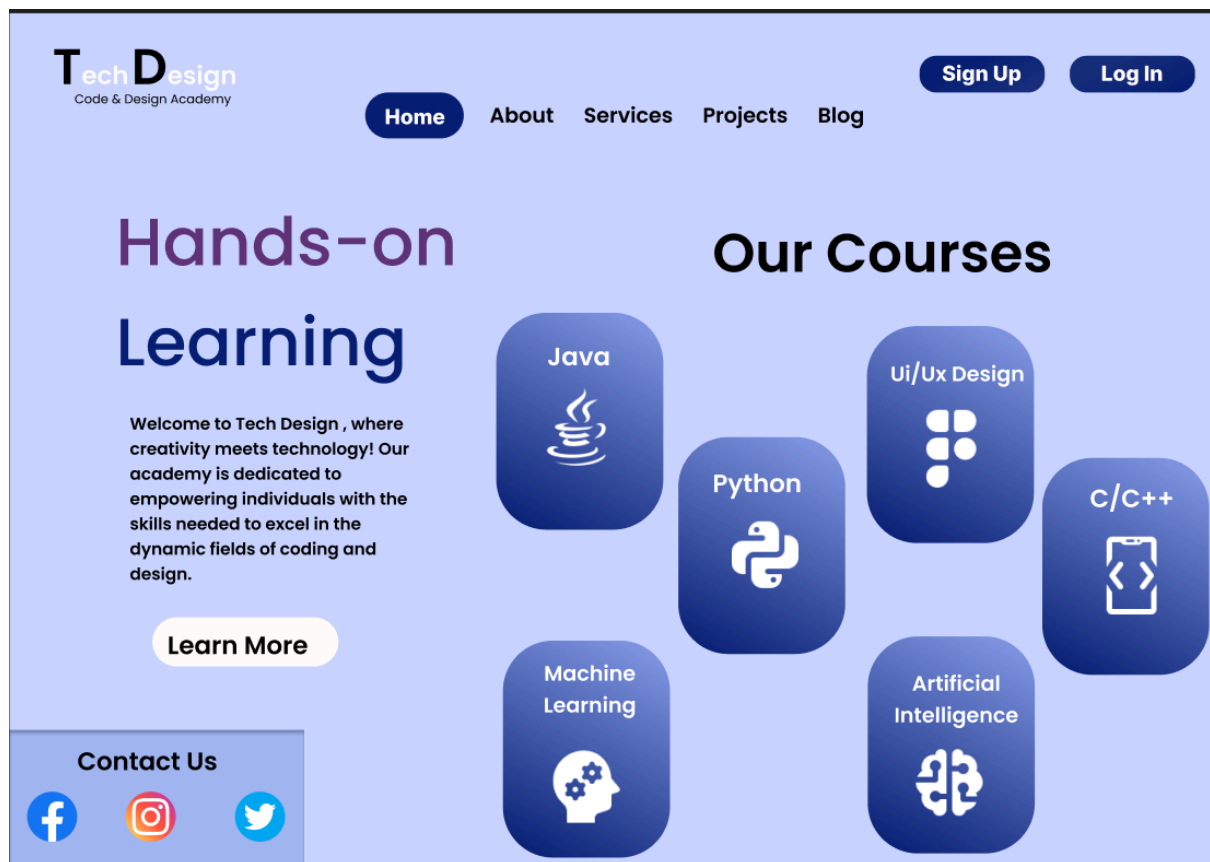 Tech Design
Code & Design Academy
Sign Up
Log In
Home
About
Services
Projects
Blog
Hands-on
Learning
Welcome to Tech Design , where
creativity meets technology! Our
academy is dedicated to
empowering individuals with the
skills needed to excel in the
dynamic fields of coding and
design.
Learn More
Contact Us
Our Courses
Java
Ui/Ux Design
Python
C/C++
Machine
Learning
Artificial
Intelligence